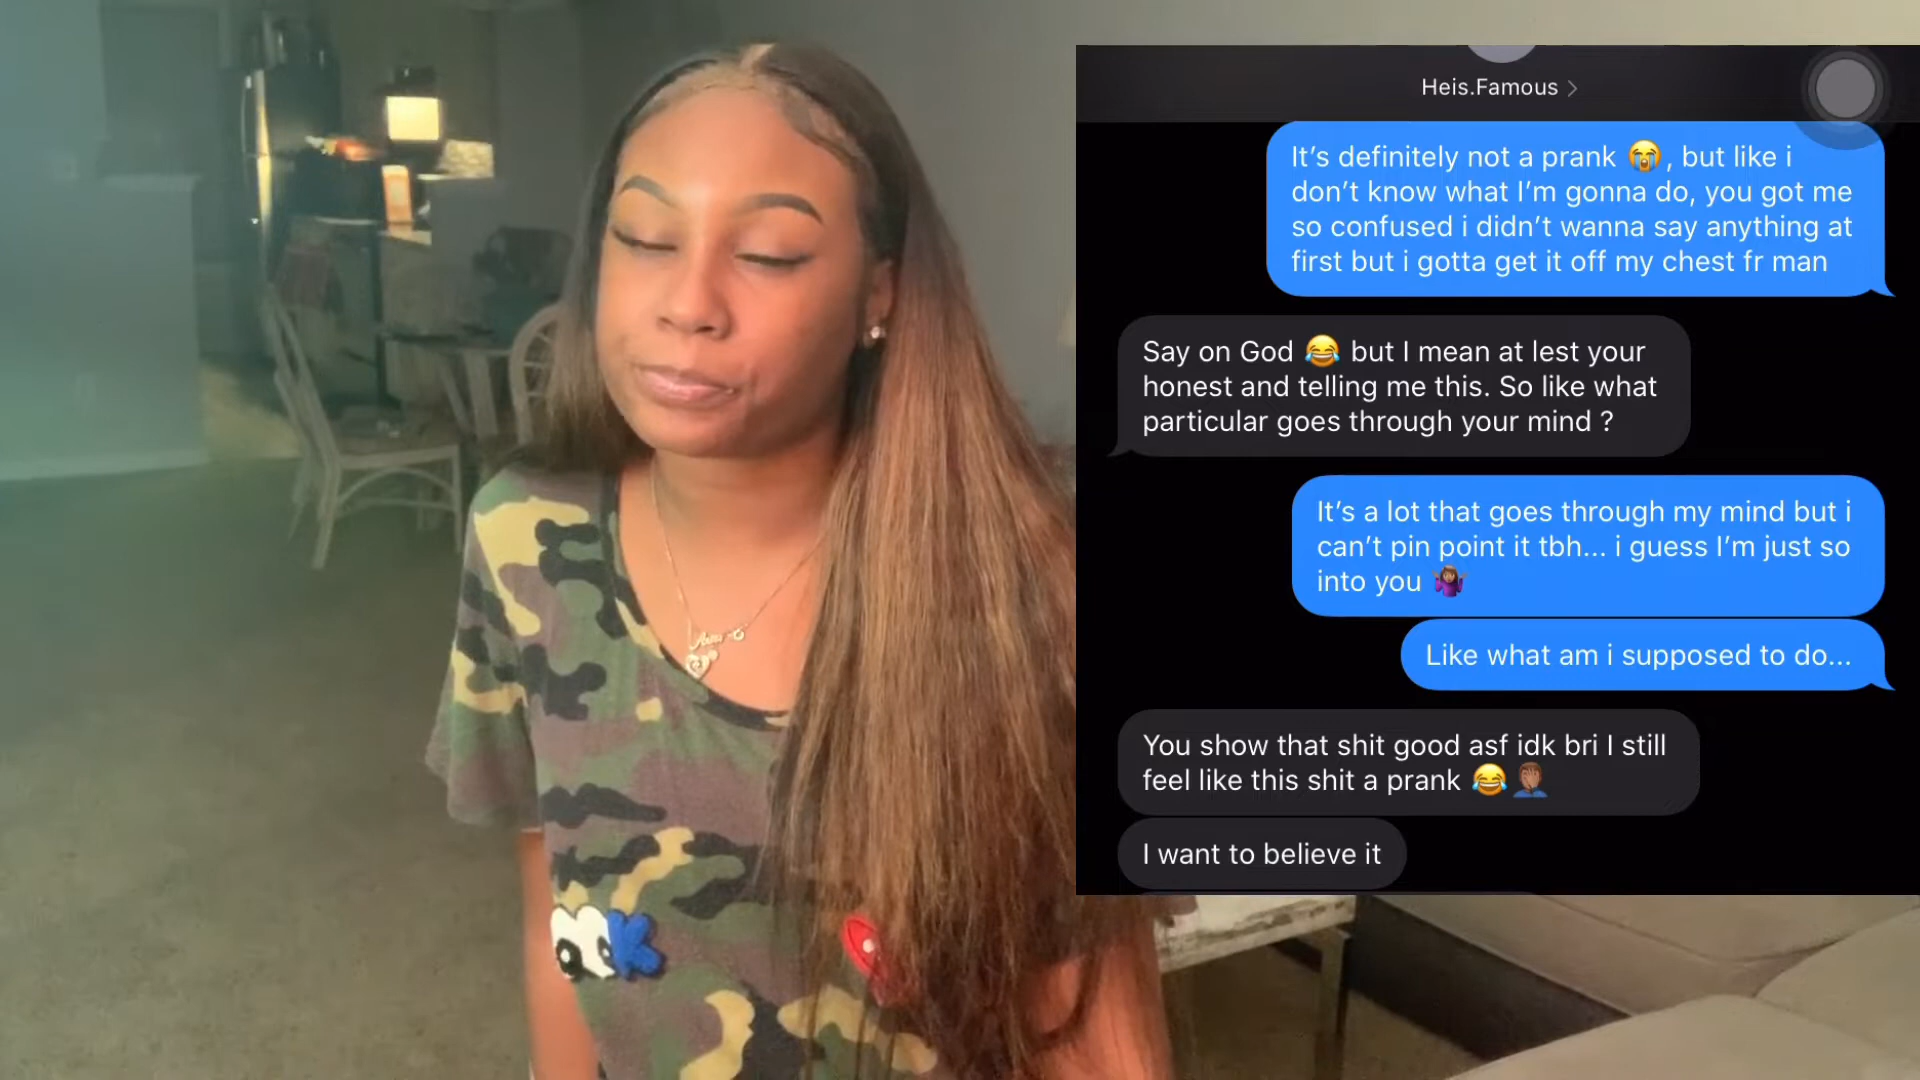 Heis.Famous
It’s definitely not a prank 😭, but like i
don’t know what I’m gonna do, you got me
so confused i didn’t wanna say anything at
first but i gotta get it off my chest fr man
Say on God 😂 but I mean at lest your
honest and telling me this. So like what
particular goes through your mind ?
It’s a lot that goes through my mind but i
can’t pin point it tbh... i guess I’m just so
into you 🤷🏾‍♀️
Like what am i supposed to do...
You show that shit good asf idk bri I still
feel like this shit a prank 😂🤦🏾‍♂️
I want to believe it